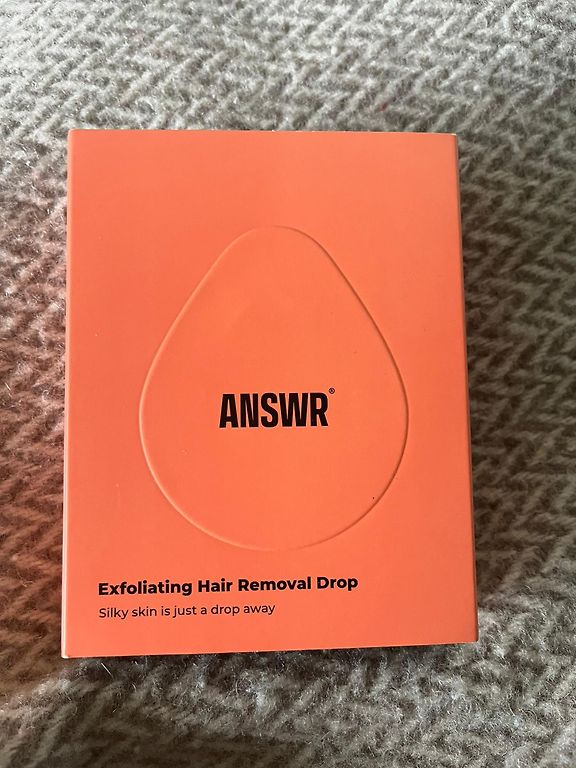 ANSWR®
Exfoliating Hair Removal Drop
Silky skin is just a drop away